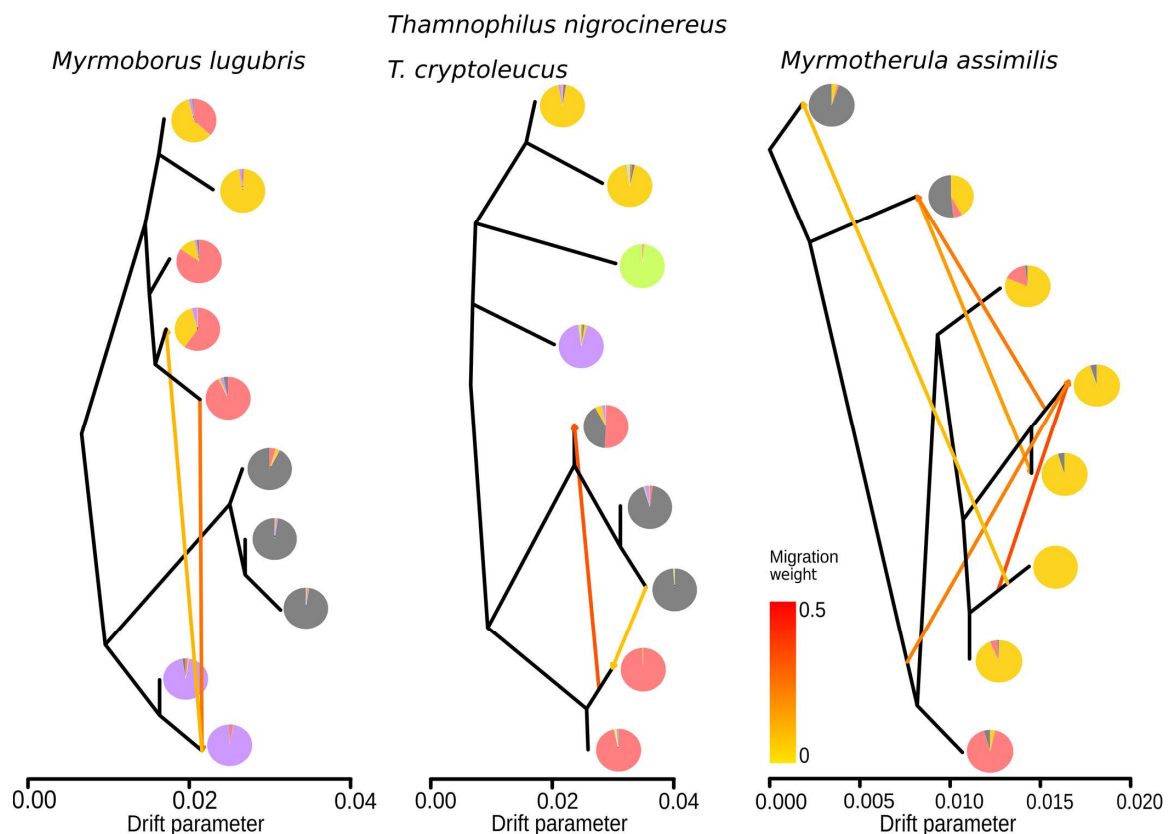 Thamnophilus nigrocinereus
Myrmoborus lugubris
T. cryptoleucus
Myrmotherula assimilis
Migration
weight
0.5
0
0.00
0.02
0.04
Drift parameter
0.00
0.02
0.04
Drift parameter
0.000
0.005
0.010
0.015
0.020
Drift parameter